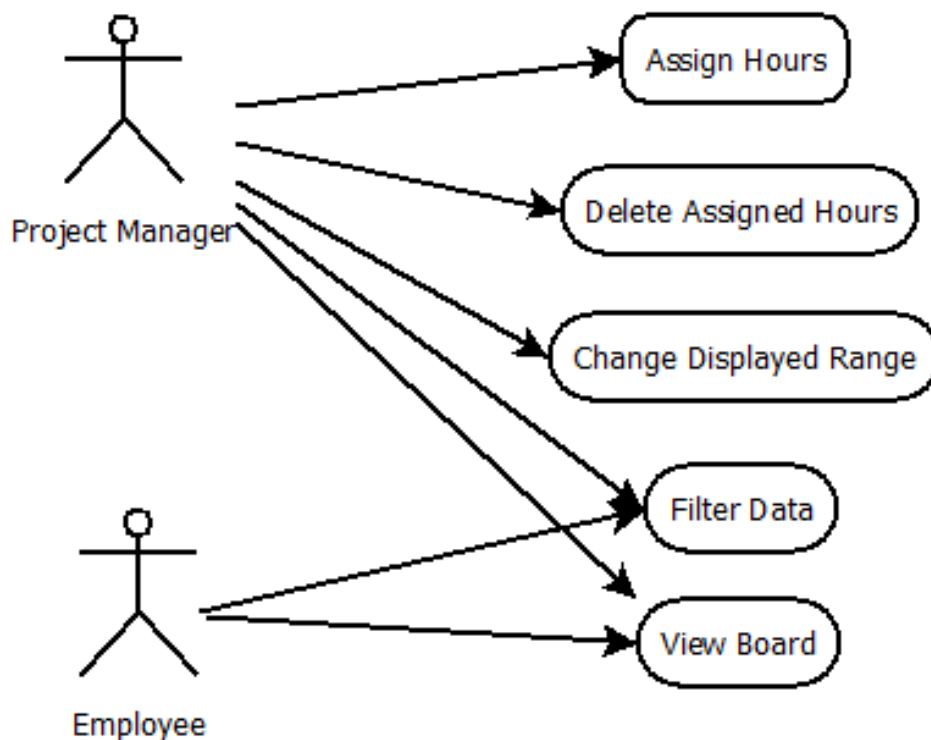 Assign Hours
Delete Assigned Hours
Project Manager
Change Displayed Range
Filter Data
View Board
Employee